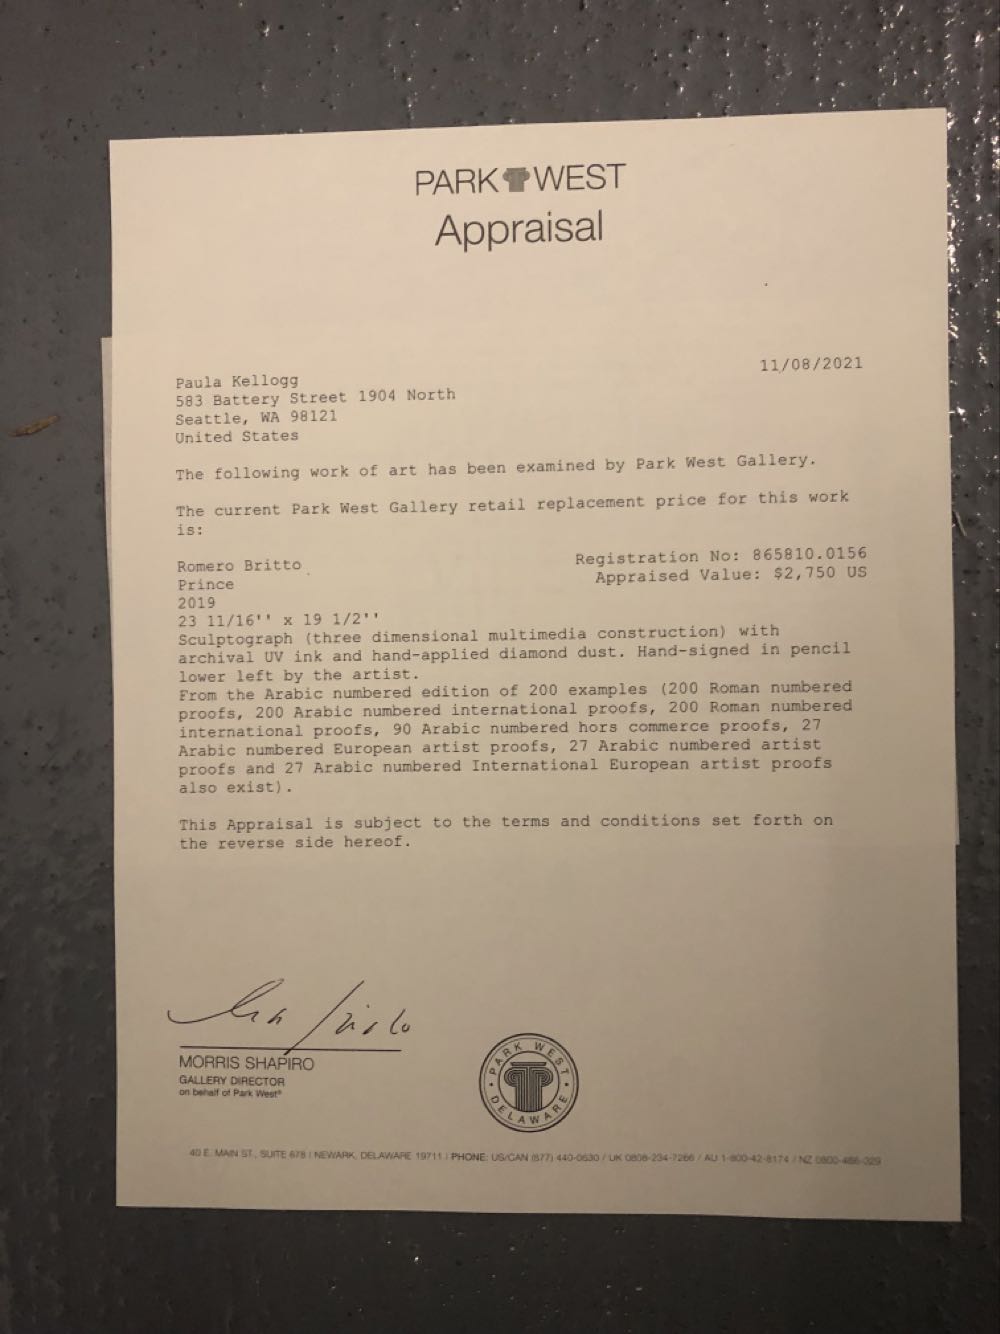 PARK WEST
Appraisal
11/08/2021
Paula Kellogg
583 Battery Street 1904 North
Seattle, WA 98121
United States
The following work of art has been examined by Park West Gallery.
The current Park West Gallery retail replacement price for this work
is:
Romero Britto
Registration No: 865810.0156
Prince
Appraised Value: $2,750 US
2019
23 11/16'' x 19 1/2''
Sculptograph (three dimensional multimedia construction) with
archival UV ink and hand-applied diamond dust. Hand-signed in pencil
lower left by the artist.
From the Arabic numbered edition of 200 examples (200 Roman numbered
proofs, 200 Arabic numbered international proofs, 200 Roman numbered
international proofs, 90 Arabic numbered hors commerce proofs, 27
Arabic numbered European artist proofs, 27 Arabic numbered artist
proofs and 27 Arabic numbered International European artist proofs
also exist).
This Appraisal is subject to the terms and conditions set forth on
the reverse side hereof.
MORRIS SHAPIRO
GALLERY DIRECTOR
on behalf of Park West®
PARK WEST
DELAWARE
40 E. MAIN ST., SUITE 678 / NEWARK, DELAWARE 19711 / PHONE: US/CAN (877) 440-0630 / UK 0808-234-7266 / AU 1-800-42-8174 / NZ